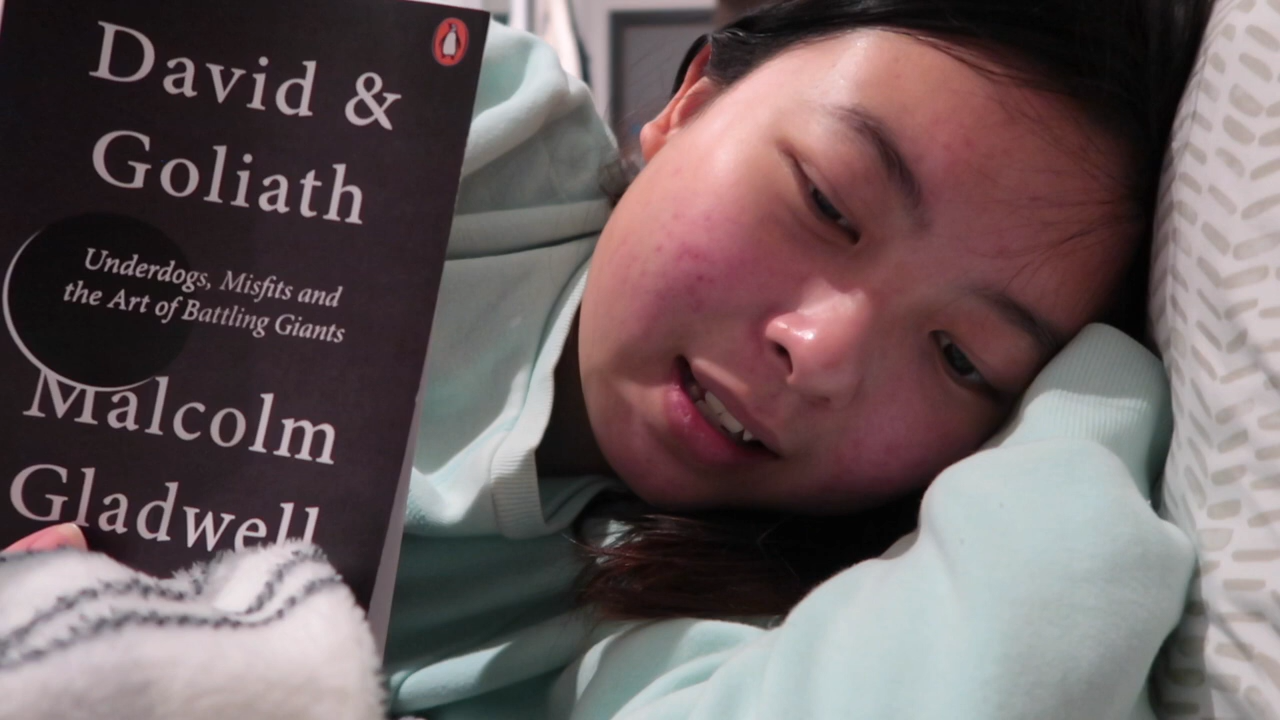 David &
Goliath
Underdogs, Misfits and
the Art of Battling Giants
Malcolm
Gladwell